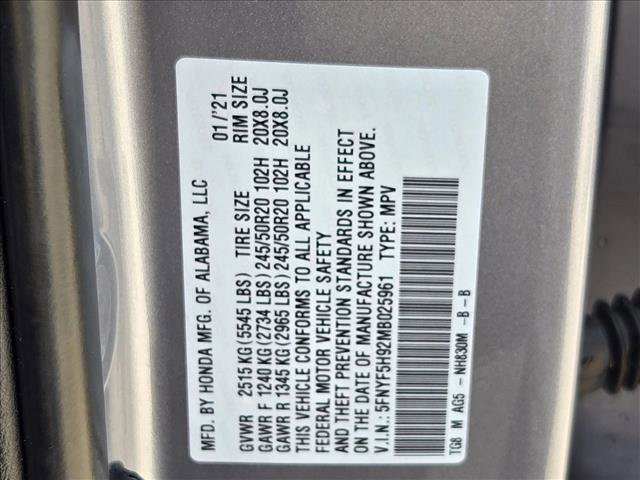 MFD. BY HONDA MFG. OF ALABAMA, LLC 01/'21
GVWR 2515 KG (5545 LBS) TIRE SIZE RIM SIZE
GAWR F 1240 KG (2734 LBS) 245/50R20 102H 20X8.0J
GAWR R 1345 KG (2965 LBS) 245/50R20 102H 20X8.0J
THIS VEHICLE CONFORMS TO ALL APPLICABLE
FEDERAL MOTOR VEHICLE SAFETY
AND THEFT PREVENTION STANDARDS IN EFFECT
ON THE DATE OF MANUFACTURE SHOWN ABOVE.
V.I.N.: 5FNYF5H92MB025961 TYPE: MPV
TG8 M AG5 - NH830M -B -B